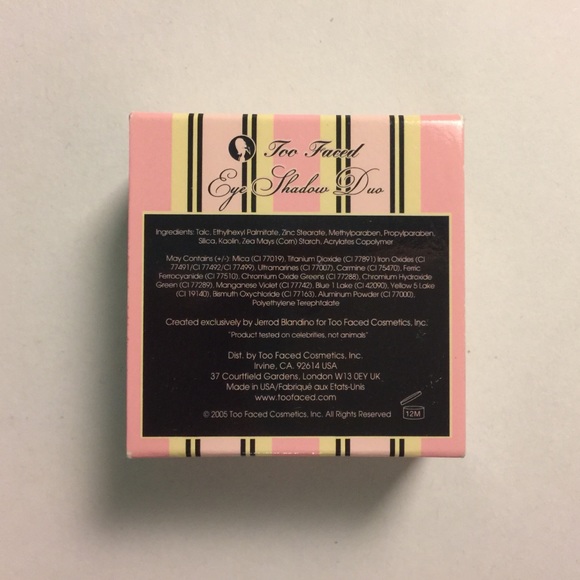 Too Faced
Eye Shadow Duo
Ingredients: Talc, Ethylhexyl Palmitate, Zinc Stearate, Methylparaben, Propylparaben,
Silica, Kaolin, Zea Mays (Corn) Starch, Acrylates Copolymer
May Contains (+/-): Mica (CI 77019), Titanium Dioxide (CI 77891) Iron Oxides (CI
77491/CI 77492/CI 77499), Ultramarines (CI 77007), Carmine (CI 75470), Ferric
Ferrocyanide (CI 77510), Chromium Oxide Greens (CI 77288), Chromium Hydroxide
Green (CI 77289), Manganese Violet (CI 77742), Blue 1 Lake (CI 42090), Yellow 5 Lake
(CI 19140), Bismuth Oxychloride (CI 77163), Aluminum Powder (CI 77000),
Polyethylene Terephtalate
Created exclusively by Jerrod Blandino for Too Faced Cosmetics, Inc.
"Product tested on celebrities, not animals"
Dist. by Too Faced Cosmetics, Inc.
Irvine, CA. 92614 USA
37 Courtfield Gardens, London W13 0EY UK
Made in USA/Fabriqué aux Etats-Unis
www.toofaced.com
© 2005 Too Faced Cosmetics, Inc. All Rights Reserved
12M